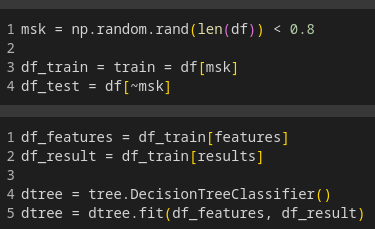 1 msk = np.random.rand(len(df)) < 0.8
2
3 df_train = train = df[msk]
4 df_test = df[~msk]
1 df_features = df_train[features]
2 df_result = df_train[results]
3
4 dtree = tree.DecisionTreeClassifier()
5 dtree = dtree.fit(df_features, df_result)